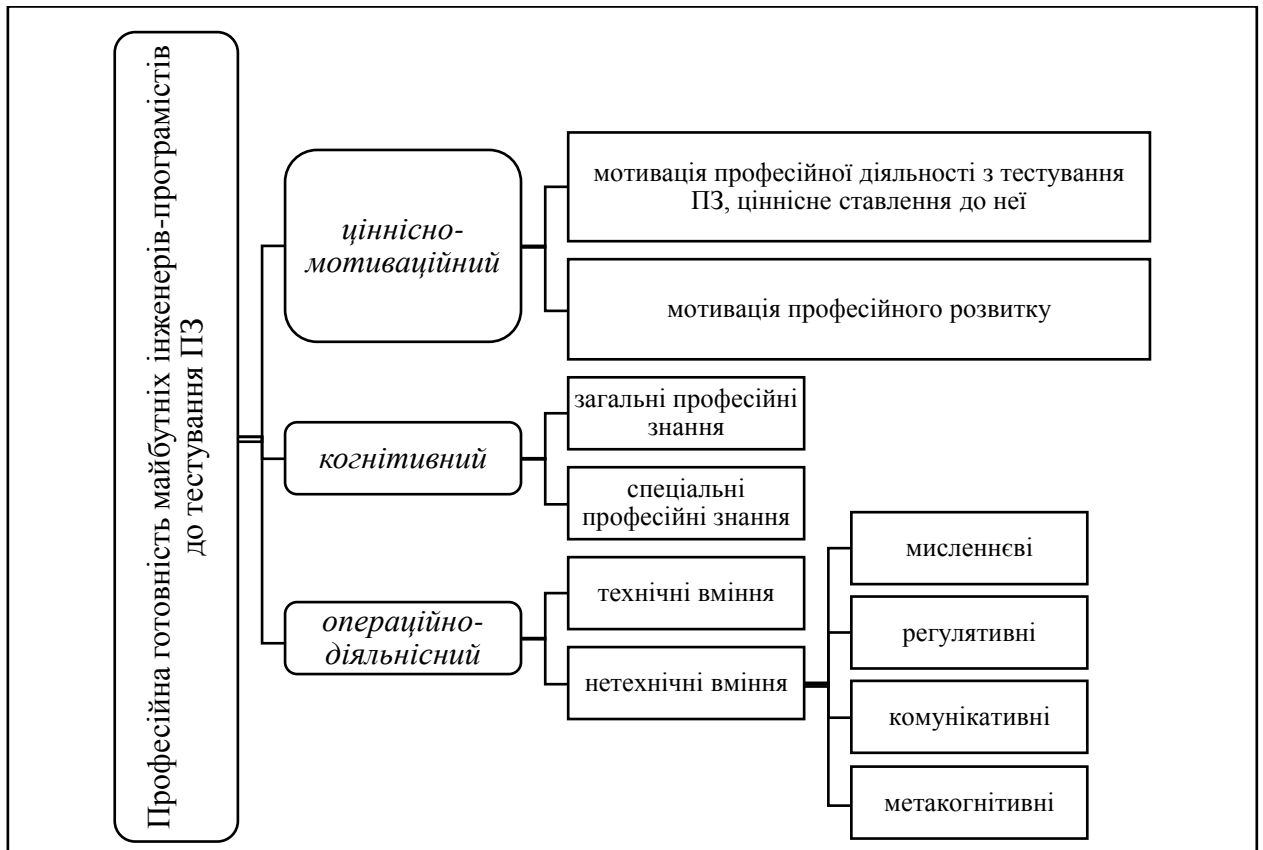 Професійна готовність майбутніх інженерів-програмістів
до тестування ПЗ
ціннісно-
мотиваційний
мотивація професійної діяльності з тестування
ПЗ, ціннісне ставлення до неї
мотивація професійного розвитку
когнітивний
загальні професійні
знання
спеціальні
професійні знання
операційно-
діяльнісний
технічні вміння
нетехнічні вміння
мисленнєві
регулятивні
комунікативні
метакогнітивні